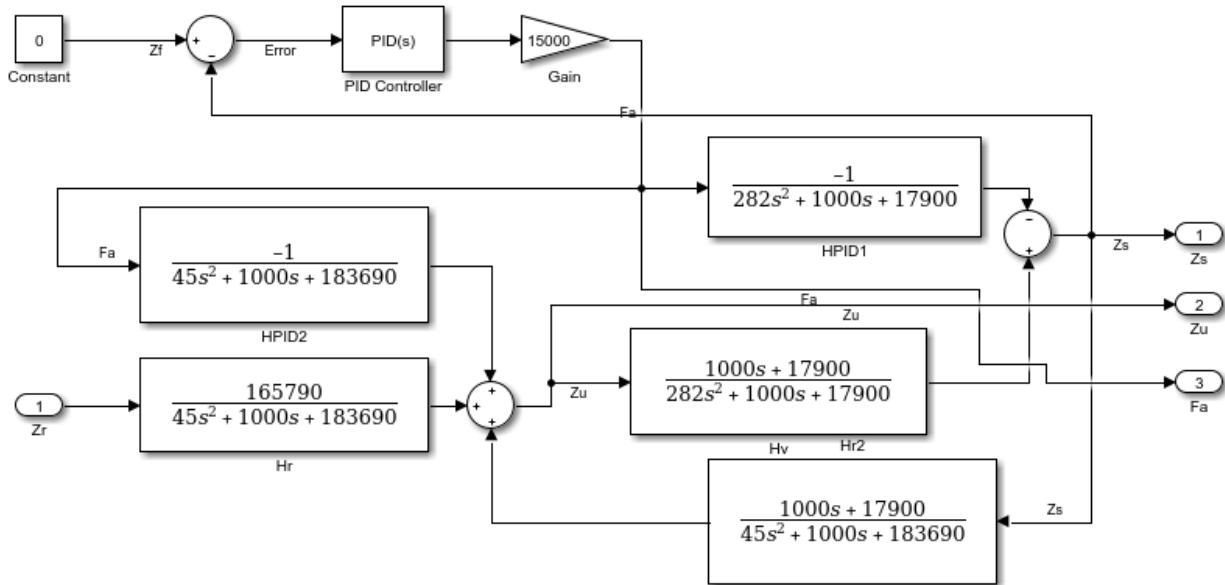 0
Constant
Zf
+
−
Error
PID(s)
PID Controller
15000
Gain
Fa
−1
282s² + 1000s + 17900
HPID1
−
+
Zs
1
Zs
Fa
−1
45s² + 1000s + 183690
HPID2
Fa
Zu
2
Zu
1
Zr
165790
45s² + 1000s + 183690
Hr
+
+
+
Zu
1000s + 17900
282s² + 1000s + 17900
Hv
Hr2
3
Fa
1000s + 17900
45s² + 1000s + 183690
Zs